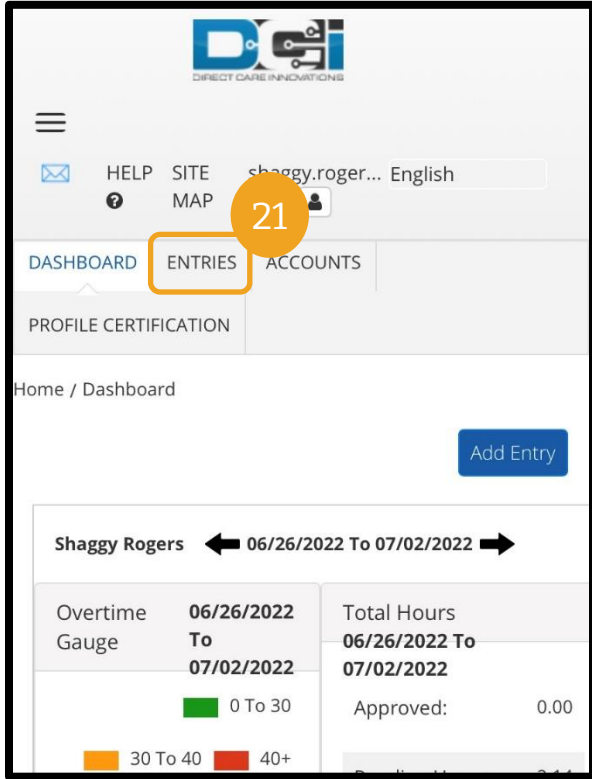 DCi
DIRECT CARE INNOVATIONS
HELP SITE shaggy.roger... English
MAP
21
DASHBOARD ENTRIES ACCOUNTS
PROFILE CERTIFICATION
Home / Dashboard
Add Entry
Shaggy Rogers 06/26/2022 To 07/02/2022
Overtime Gauge
06/26/2022
To
07/02/2022
0 To 30
30 To 40 40+
Total Hours
06/26/2022 To
07/02/2022
Approved: 0.00